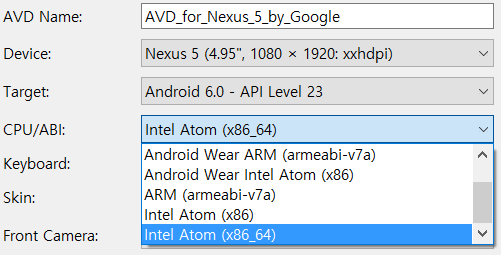 AVD Name: AVD_for_Nexus_5_by_Google
Device: Nexus 5 (4.95", 1080 × 1920: xxhdpi)
Target: Android 6.0 - API Level 23
CPU/ABI: Intel Atom (x86_64)
Android Wear ARM (armeabi-v7a)
Keyboard: Android Wear Intel Atom (x86)
ARM (armeabi-v7a)
Skin: Intel Atom (x86)
Front Camera: Intel Atom (x86_64)